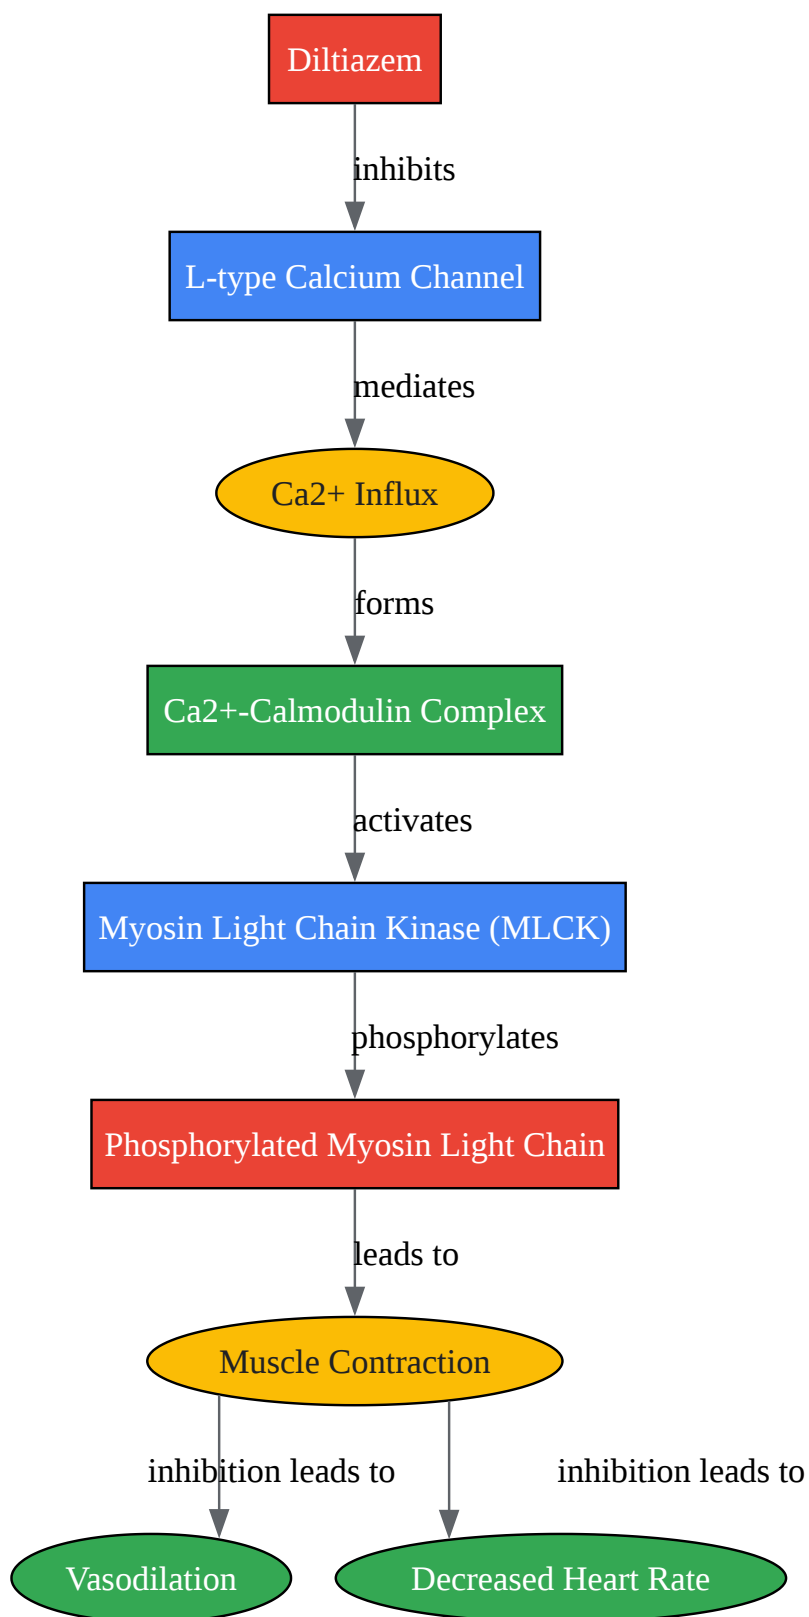 Diltiazem
inhibits
L-type Calcium Channel
mediates
Ca2+ Influx
forms
Ca2+-Calmodulin Complex
activates
Myosin Light Chain Kinase (MLCK)
phosphorylates
Phosphorylated Myosin Light Chain
leads to
Muscle Contraction
inhibition leads to
inhibition leads to
Vasodilation
Decreased Heart Rate